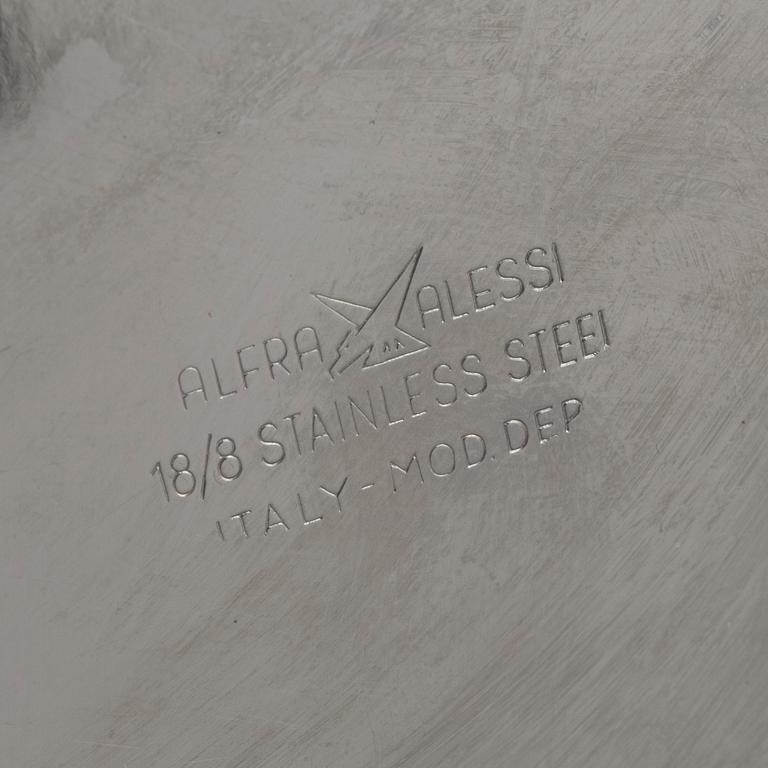 ALFRA ALESSI
18/8 STAINLESS STEEL
ITALY - MOD. DEP